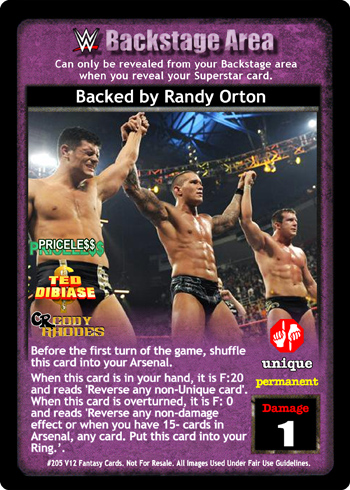 W Backstage Area
Can only be revealed from your Backstage area
when you reveal your Superstar card.
Backed by Randy Orton
PRICELE$$
TED
DIBIASE
CR CODY
RHODES
Before the first turn of the game, shuffle
this card into your Arsenal.
When this card is in your hand, it is F:20
and reads 'Reverse any non-Unique card'.
When this card is overturned, it is F: 0
and reads 'Reverse any non-damage
effect or when you have 15- cards in
Arsenal, any card. Put this card into your
Ring.'.
unique
permanent
Damage
1
#205 V12 Fantasy Cards. Not For Resale. All Images Used Under Fair Use Guidelines.